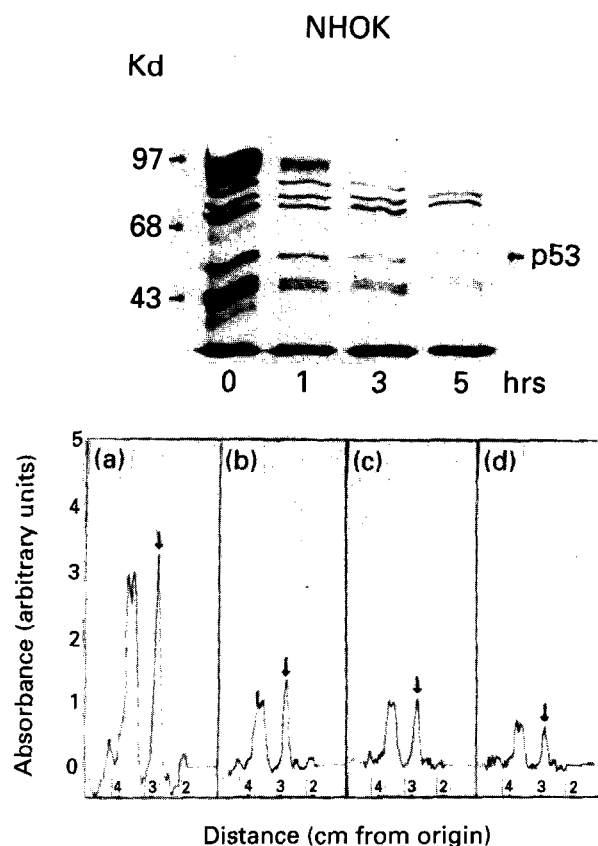 NHOK
Kd
97
68
p53
43
0 1 3 5 hrs
Absorbance (arbitrary units)
5
4
3
2
1
0
(a) (b) (c) (d)
4 3 2 4 3 2 4 3 2 4 3 2
Distance (cm from origin)